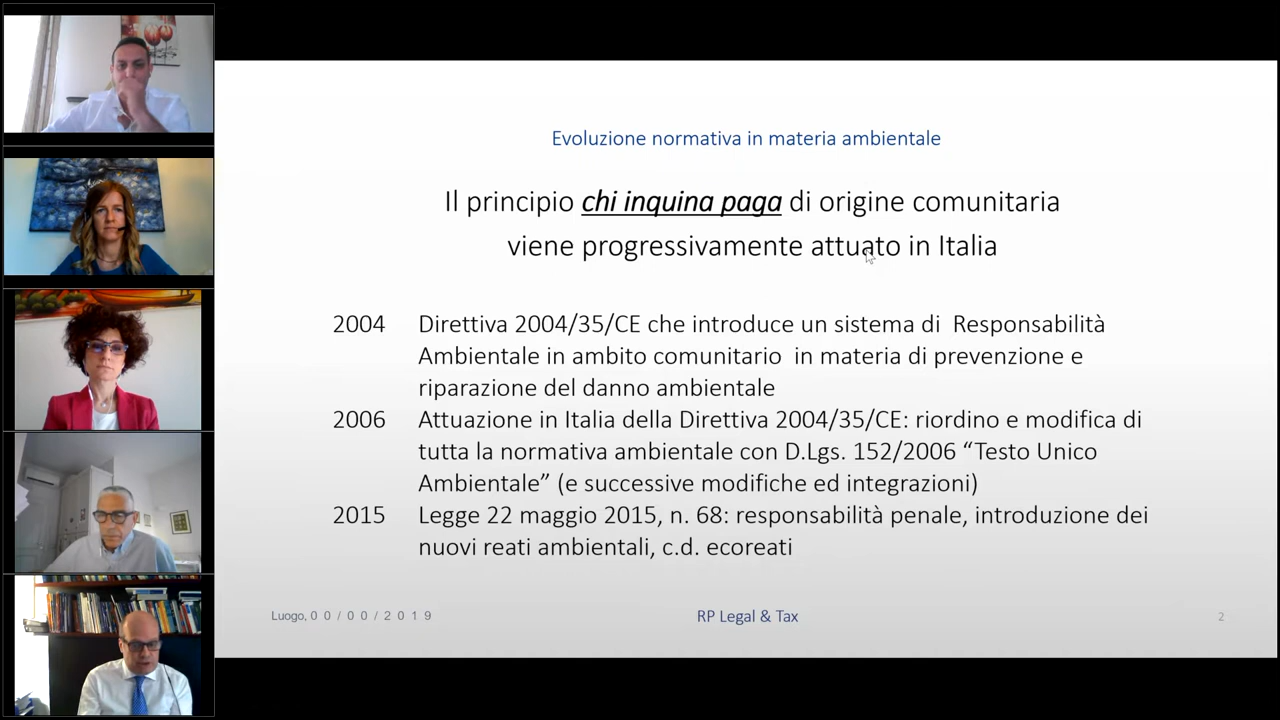 Evoluzione normativa in materia ambientale
Il principio chi inquina paga di origine comunitaria
viene progressivamente attuato in Italia
2004 Direttiva 2004/35/CE che introduce un sistema di Responsabilità
Ambientale in ambito comunitario in materia di prevenzione e
riparazione del danno ambientale
2006 Attuazione in Italia della Direttiva 2004/35/CE: riordino e modifica di
tutta la normativa ambientale con D.Lgs. 152/2006 “Testo Unico
Ambientale” (e successive modifiche ed integrazioni)
2015 Legge 22 maggio 2015, n. 68: responsabilità penale, introduzione dei
nuovi reati ambientali, c.d. ecoreati
Luogo, 00/00/2019 RP Legal & Tax 2